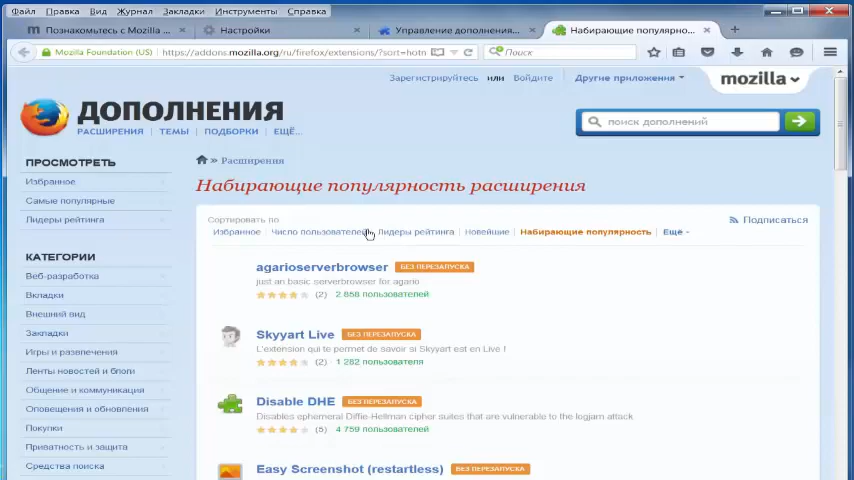 Файл Правка Вид Журнал Закладки Инструменты Справка
Познакомьтесь с Mozilla ... Настройки Управление дополнения... Набирающие популярно...
Mozilla Foundation (US) https://addons.mozilla.org/ru/firefox/extensions/?sort=hotn Поиск
Зарегистрируйтесь или Войдите Другие приложения mozilla
ДОПОЛНЕНИЯ
РАСШИРЕНИЯ ТЕМЫ ПОДБОРКИ ЕЩЁ...
поиск дополнений
ПРОСМОТРЕТЬ
Избранное
Самые популярные
Лидеры рейтинга
КАТЕГОРИИ
Веб-разработка
Вкладки
Внешний вид
Закладки
Игры и развлечения
Ленты новостей и блоги
Общение и коммуникация
Оповещения и обновления
Покупки
Приватность и защита
Средства поиска
» Расширения
Набирающие популярность расширения
Сортировать по
Избранное Число пользователей Лидеры рейтинга Новейшие Набирающие популярность Ещё
Подписаться
agarioserverbrowser БЕЗ ПЕРЕЗАПУСКА
just an basic serverbrowser for agario
(2) 2 858 пользователей
Skyyart Live БЕЗ ПЕРЕЗАПУСКА
L'extension qui te permet de savoir si Skyyart est en Live !
(2) 1 282 пользователя
Disable DHE БЕЗ ПЕРЕЗАПУСКА
Disables ephemeral Diffie-Hellman cipher suites that are vulnerable to the logjam attack
(5) 4 759 пользователей
Easy Screenshot (restartless) БЕЗ ПЕРЕЗАПУСКА